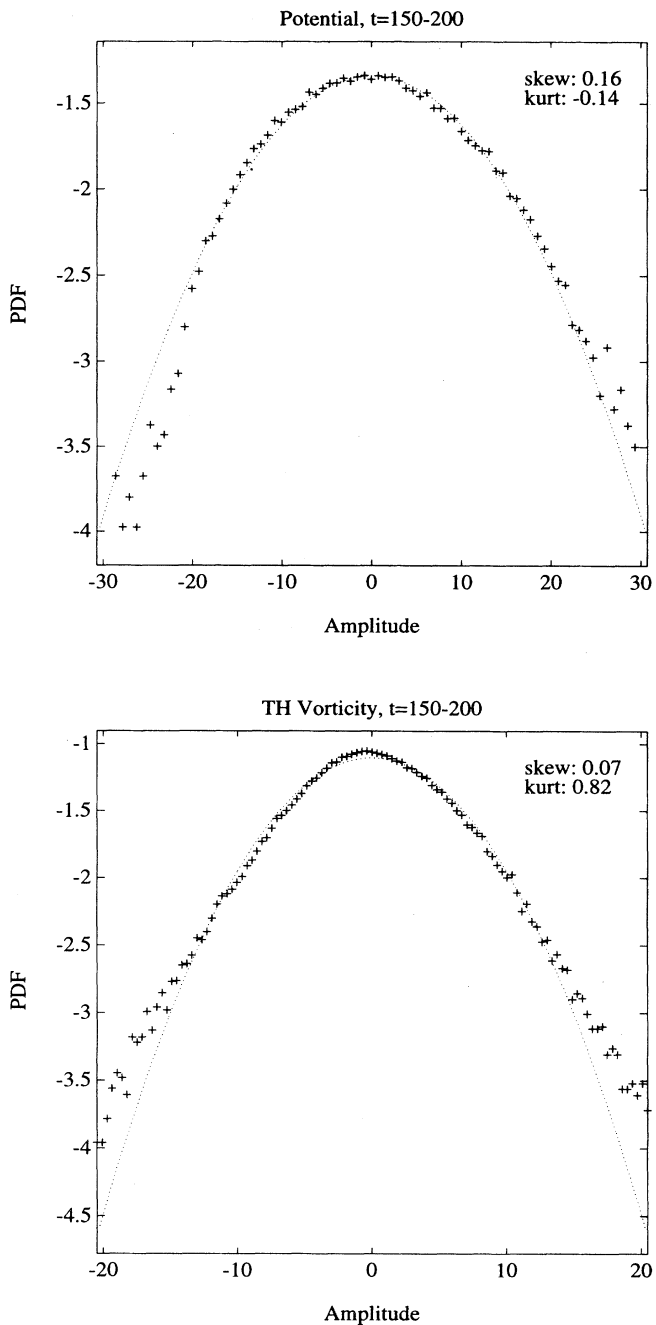 Potential, t=150-200
skew: 0.16
kurt: -0.14
-1.5
-2
-2.5
PDF
-3
-3.5
-4
-30
-20
-10
0
10
20
30
Amplitude
TH Vorticity, t=150-200
-1
skew: 0.07
kurt: 0.82
-1.5
-2
-2.5
PDF
-3
-3.5
-4
-4.5
-20
-10
0
10
20
Amplitude